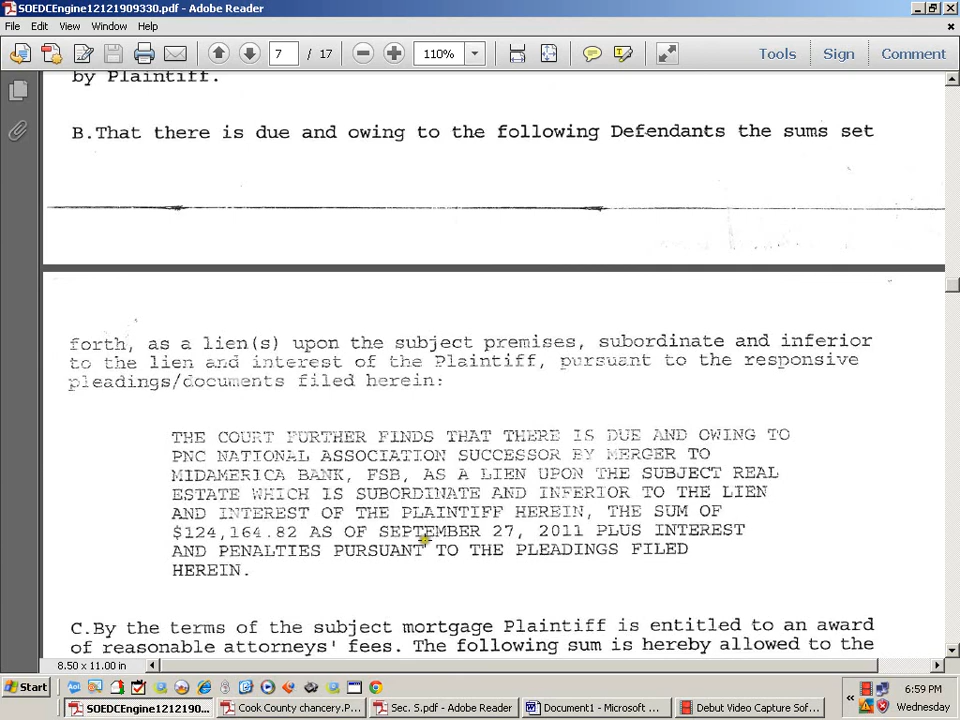 SOEDCEngine12121909330.pdf - Adobe Reader
File Edit View Window Help
7 / 17 110% Tools Sign Comment
by Plaintiff.
B.That there is due and owing to the following Defendants the sums set
forth, as a lien(s) upon the subject premises, subordinate and inferior
to the lien and interest of the Plaintiff, pursuant to the responsive
pleadings/documents filed herein:
THE COURT FURTHER FINDS THAT THERE IS DUE AND OWING TO
PNC NATIONAL ASSOCIATION SUCCESSOR BY MERGER TO
MIDAMERICA BANK, FSB, AS A LIEN UPON THE SUBJECT REAL
ESTATE WHICH IS SUBORDINATE AND INFERIOR TO THE LIEN
AND INTEREST OF THE PLAINTIFF HEREIN, THE SUM OF
$124,164.82 AS OF SEPTEMBER 27, 2011 PLUS INTEREST
AND PENALTIES PURSUANT TO THE PLEADINGS FILED
HEREIN.
C.By the terms of the subject mortgage Plaintiff is entitled to an award
of reasonable attorneys' fees. The following sum is hereby allowed to the
8.50 x 11.00 in
Start
6:59 PM
SOEDCEngine1212190... Cook County chancery.P... Sec. S.pdf - Adobe Reader Document1 - Microsoft ... Debut Video Capture Sof... Wednesday